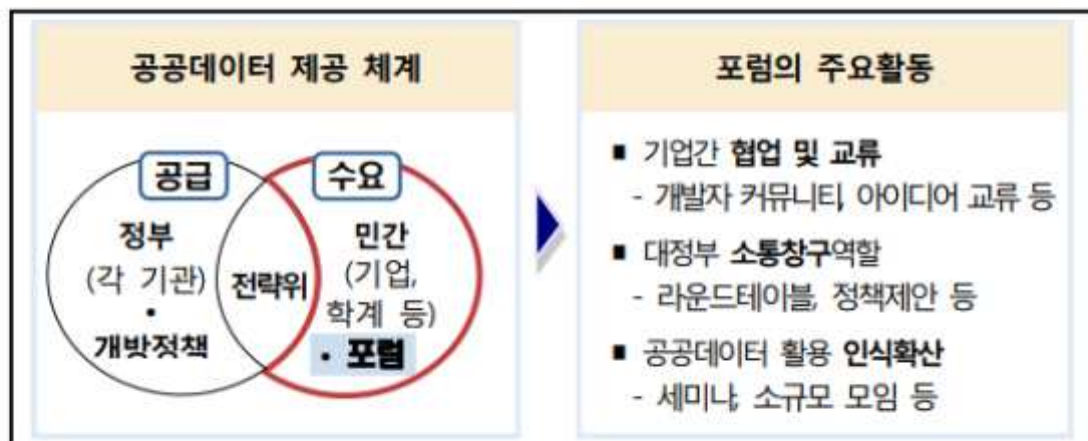 공공데이터 제공 체계
공급
수요
정부
(각 기관)
·
개방정책
전략위
민간
(기업,
학계 등)
· 포럼
포럼의 주요활동
■ 기업간 협업 및 교류
- 개발자 커뮤니티, 아이디어 교류 등
■ 대정부 소통창구역할
- 라운드테이블, 정책제안 등
■ 공공데이터 활용 인식확산
- 세미나, 소규모 모임 등